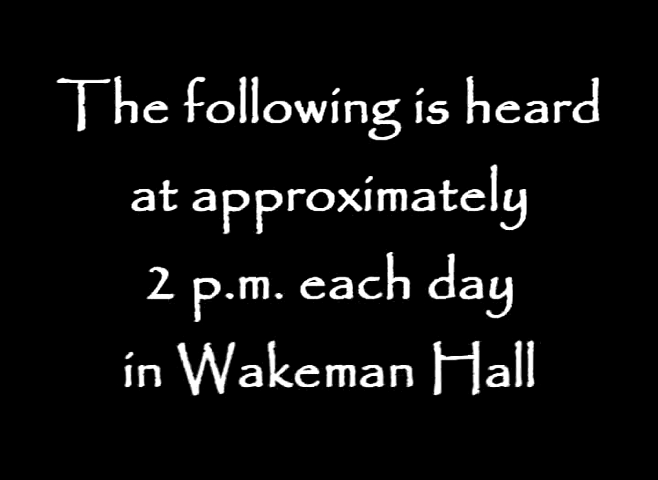 The following is heard
at approximately
2 p.m. each day
in Wakeman Hall